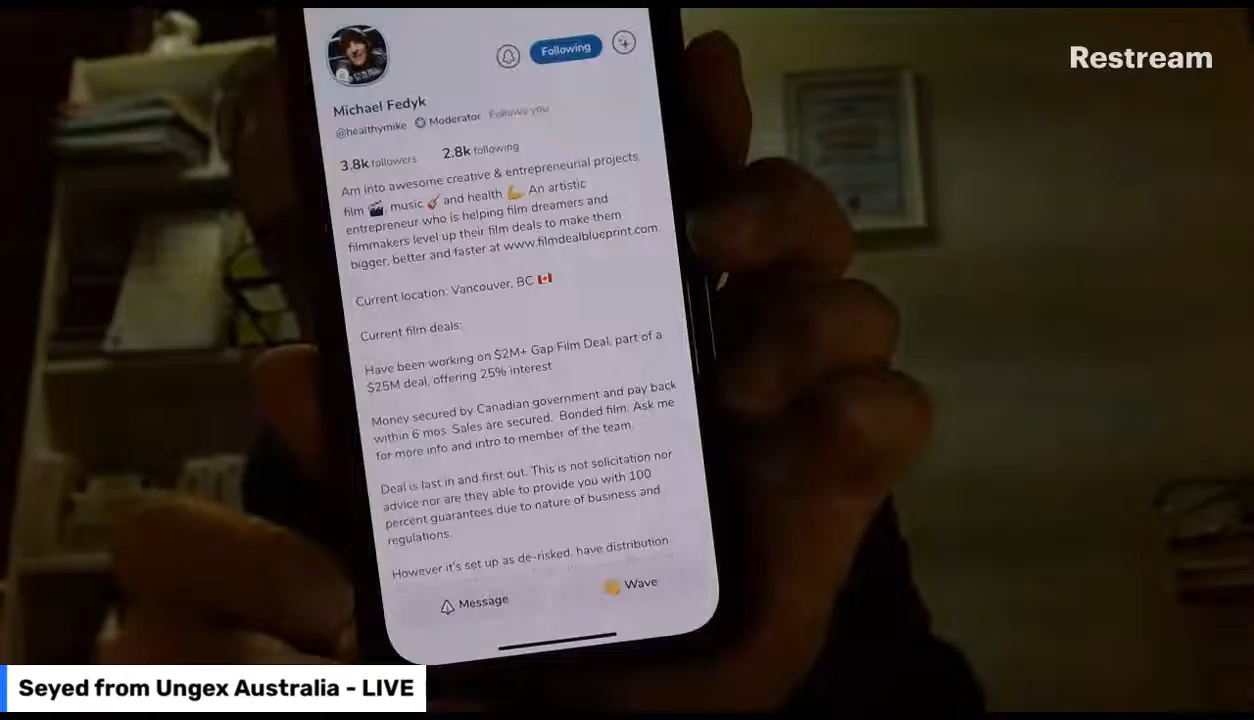 Restream
Following
Michael Fedyk
@healthymike Moderator Follows you
3.8k followers 2.8k following
Am into awesome creative & entrepreneurial projects,
film 🎬, music 🎸 and health 💪. An artistic
entrepreneur who is helping film dreamers and
filmmakers level up their film deals to make them
bigger, better and faster at www.filmdealblueprint.com
Current location: Vancouver, BC 🇨🇦
Current film deals:
Have been working on $2M+ Gap Film Deal, part of a
$25M deal, offering 25% interest
Money secured by Canadian government and pay back
within 6 mos. Sales are secured. Bonded film. Ask me
for more info and intro to member of the team.
Deal is last in and first out. This is not solicitation nor
advice nor are they able to provide you with 100
percent guarantees due to nature of business and
regulations.
However it's set up as de-risked, have distribution
Message 👋 Wave
Seyed from Ungex Australia - LIVE